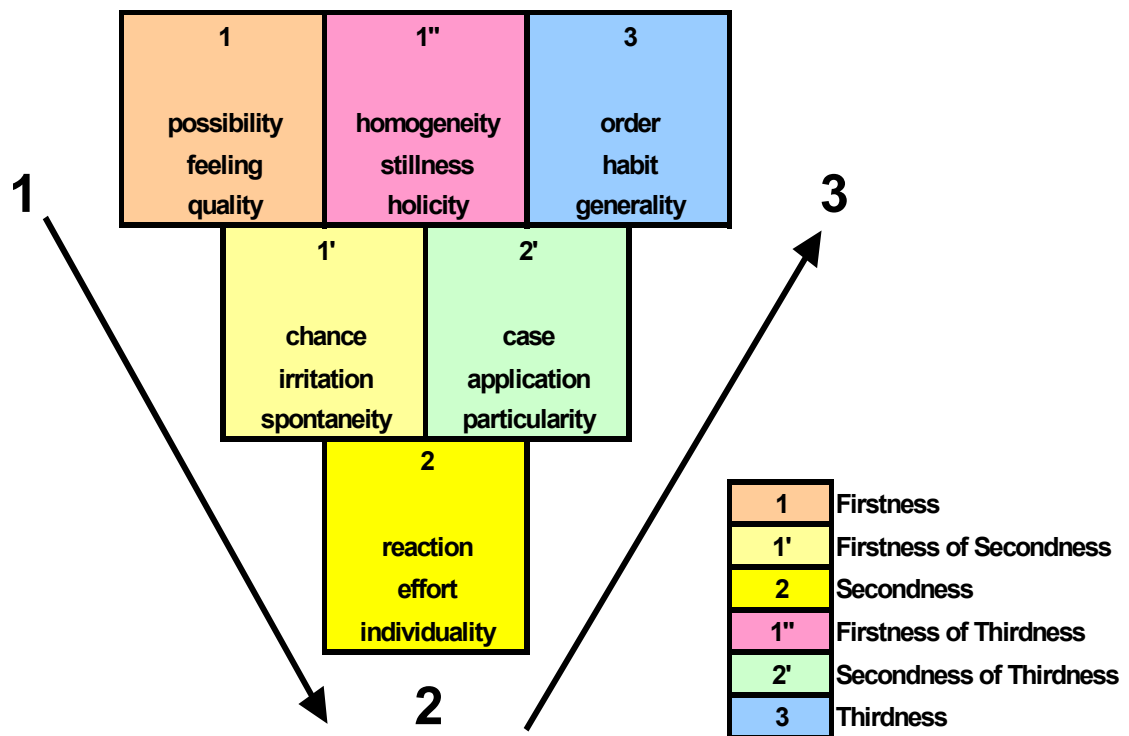 1
possibility
feeling
quality
1"
homogeneity
stillness
holicity
3
order
habit
generality
1
3
1'
chance
irritation
spontaneity
2'
case
application
particularity
2
reaction
effort
individuality
2
1 Firstness
1' Firstness of Secondness
2 Secondness
1" Firstness of Thirdness
2' Secondness of Thirdness
3 Thirdness